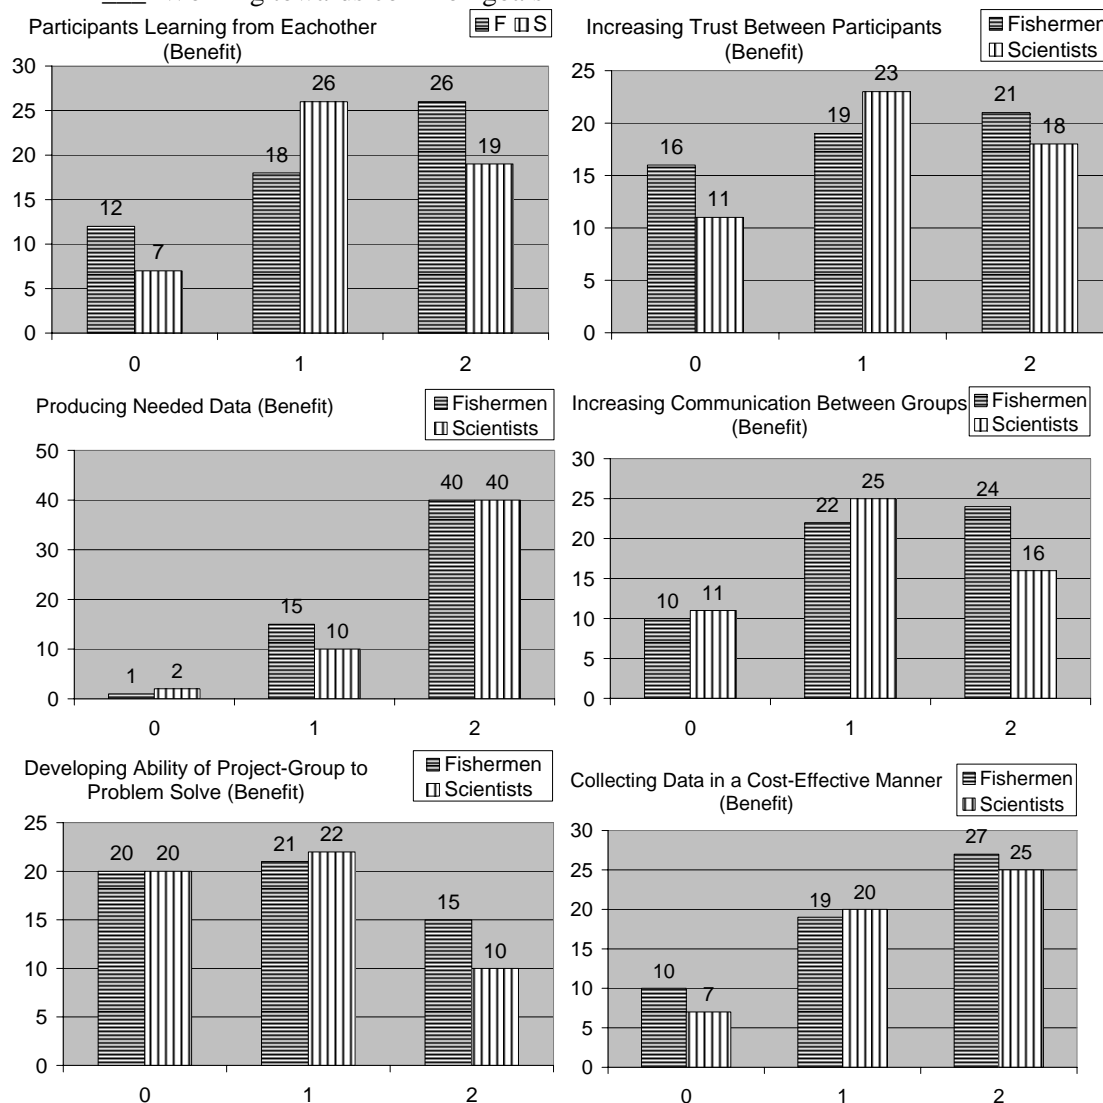 Participants Learning from Eachother
(Benefit)
F S
30
25
20
15
10
5
0
12
7
18
26
26
19
0 1 2
Increasing Trust Between Participants
(Benefit)
Fishermen
Scientists
25
20
15
10
5
0
16
11
19
23
21
18
0 1 2
Producing Needed Data (Benefit)
Fishermen
Scientists
50
40
30
20
10
0
1
2
15
10
40
40
0 1 2
Increasing Communication Between Groups
(Benefit)
Fishermen
Scientists
30
25
20
15
10
5
0
10
11
22
25
24
16
0 1 2
Developing Ability of Project-Group to
Problem Solve (Benefit)
Fishermen
Scientists
25
20
15
10
5
0
20
20
21
22
15
10
0 1 2
Collecting Data in a Cost-Effective Manner
(Benefit)
Fishermen
Scientists
30
25
20
15
10
5
0
10
7
19
20
27
25
0 1 2